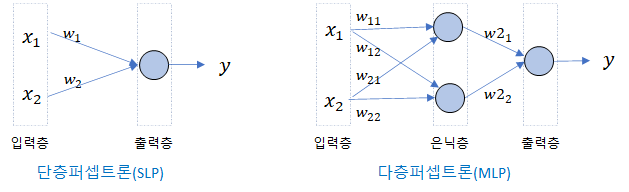 x₁
w₁
w₂
x₂
y
입력층
출력층
단층퍼셉트론(SLP)
x₁
w₁₁
w₁₂
w₂₁
x₂
w₂₂
w2₁
w2₂
y
입력층
은닉층
출력층
다층퍼셉트론(MLP)